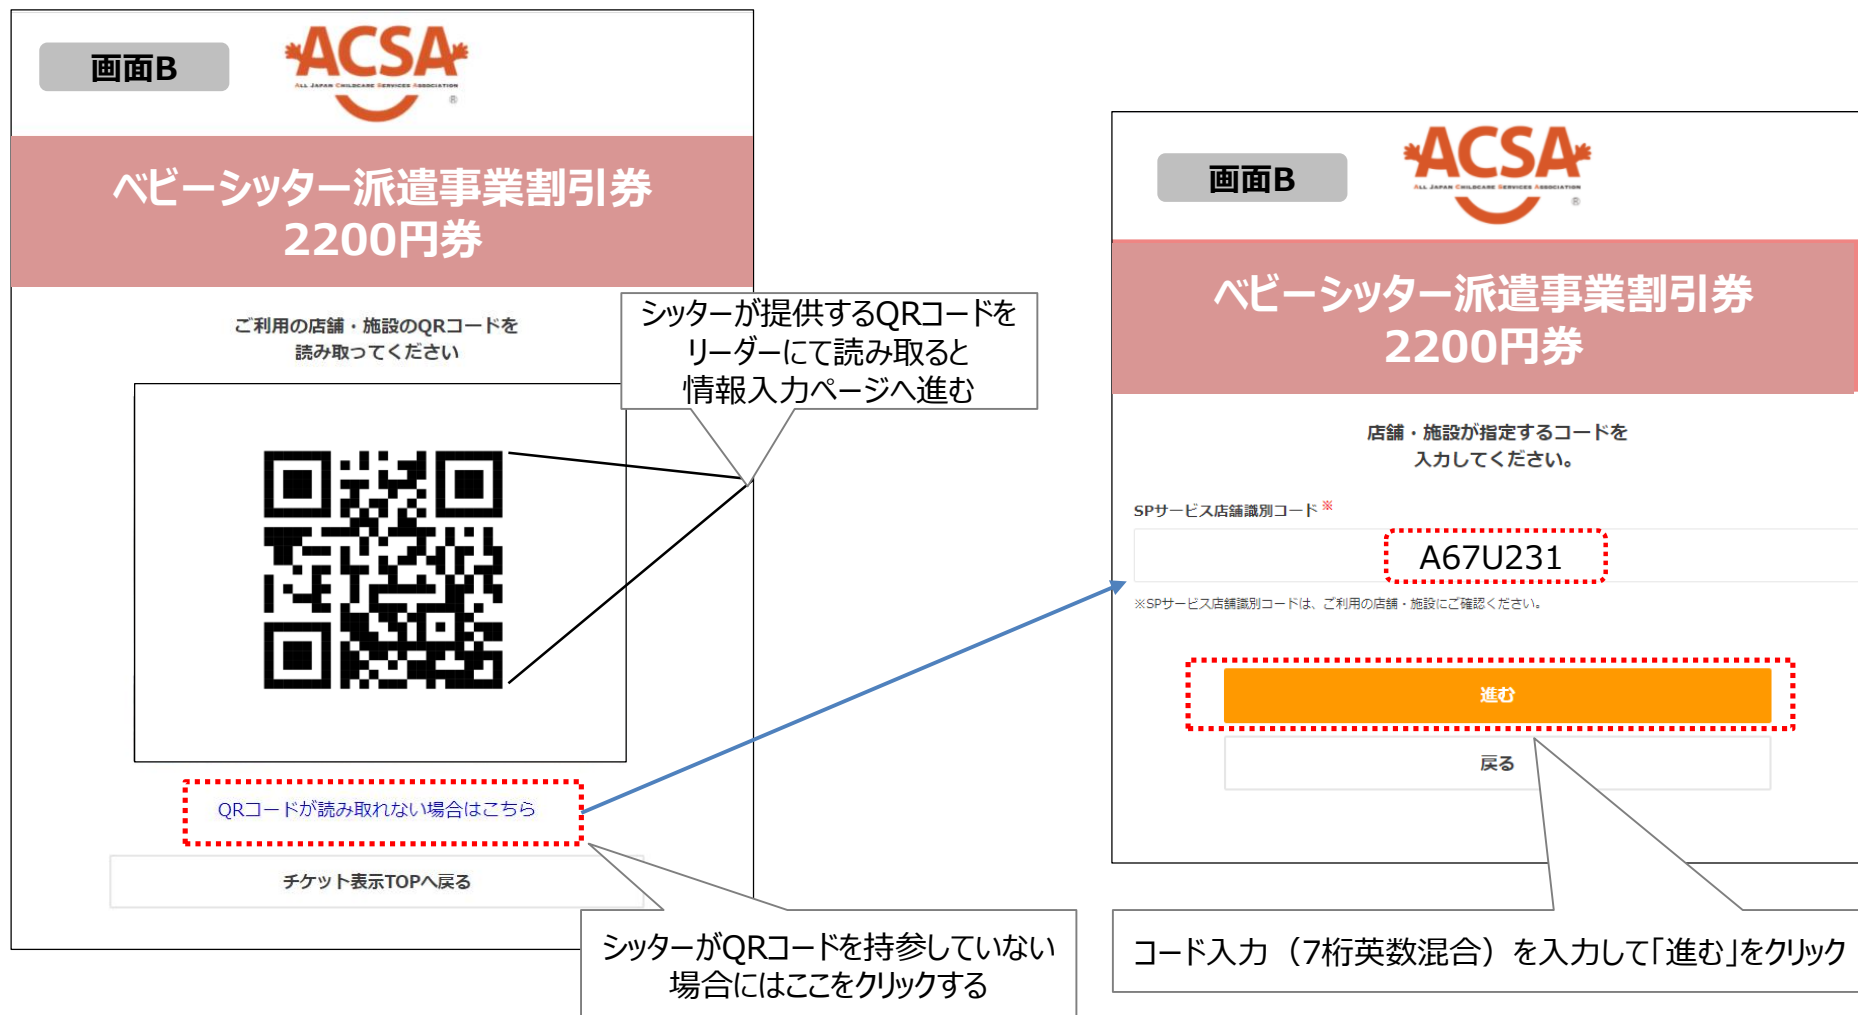 画面B
ACSA
ALL JAPAN CHILDCARE SERVICES ASSOCIATION
®
ベビーシッター派遣事業割引券
2200円券
ご利用の店舗・施設のQRコードを
読み取ってください
シッターが提供するQRコードを
リーダーにて読み取ると
情報入力ページへ進む
QRコードが読み取れない場合はこちら
チケット表示TOPへ戻る
シッターがQRコードを持参していない
場合にはここをクリックする
画面B
ACSA
ALL JAPAN CHILDCARE SERVICES ASSOCIATION
®
ベビーシッター派遣事業割引券
2200円券
店舗・施設が指定するコードを
入力してください。
SPサービス店舗識別コード※
A67U231
※SPサービス店舗識別コードは、ご利用の店舗・施設にご確認ください。
進む
戻る
コード入力（7桁英数混合）を入力して「進む」をクリック